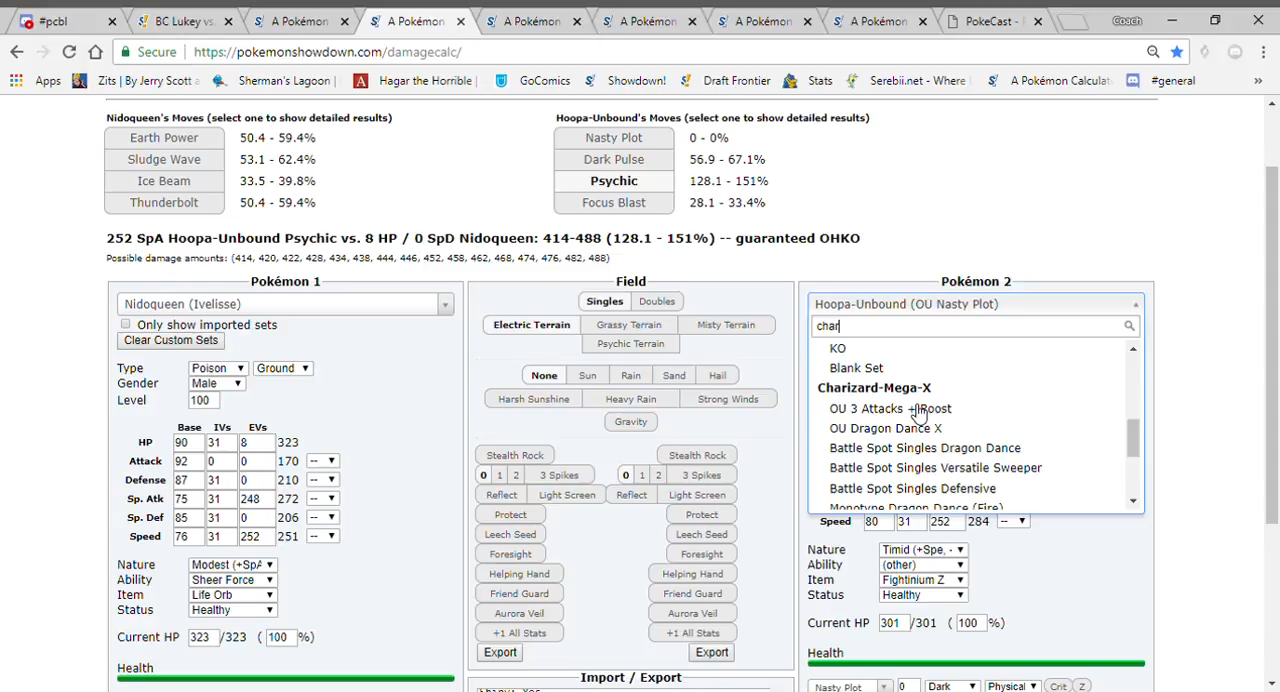 #pcbl
BC Lukey vs.
A Pokémon
A Pokémon
A Pokémon
A Pokémon
A Pokémon
A Pokémon
PokeCast -
Coach
Secure | https://pokemonshowdown.com/damagecalc/
Apps Zits | By Jerry Scott a Sherman's Lagoon | Hagar the Horrible | GoComics Showdown! Draft Frontier Stats Serebii.net - Where A Pokémon Calculat #general »
Nidoqueen's Moves (select one to show detailed results)
Earth Power 50.4 - 59.4%
Sludge Wave 53.1 - 62.4%
Ice Beam 33.5 - 39.8%
Thunderbolt 50.4 - 59.4%
Hoopa-Unbound's Moves (select one to show detailed results)
Nasty Plot 0 - 0%
Dark Pulse 56.9 - 67.1%
Psychic 128.1 - 151%
Focus Blast 28.1 - 33.4%
252 SpA Hoopa-Unbound Psychic vs. 8 HP / 0 SpD Nidoqueen: 414-488 (128.1 - 151%) -- guaranteed OHKO
Possible damage amounts: (414, 420, 422, 428, 434, 438, 444, 446, 452, 458, 462, 468, 474, 476, 482, 488)
Pokémon 1
Nidoqueen (Ivelisse)
Only show imported sets
Clear Custom Sets
Type Poison Ground
Gender Male
Level 100
Base IVs EVs
HP 90 31 8 323
Attack 92 0 0 170 --
Defense 87 31 0 210 --
Sp. Atk 75 31 248 272 --
Sp. Def 85 31 0 206 --
Speed 76 31 252 251 --
Nature Modest (+SpA
Ability Sheer Force
Item Life Orb
Status Healthy
Current HP 323 /323 ( 100 %)
Health
Field
Singles Doubles
Electric Terrain Grassy Terrain Misty Terrain
Psychic Terrain
None Sun Rain Sand Hail
Harsh Sunshine Heavy Rain Strong Winds
Gravity
Stealth Rock Stealth Rock
0 1 2 3 Spikes 0 1 2 3 Spikes
Reflect Light Screen Reflect Light Screen
Protect Protect
Leech Seed Leech Seed
Foresight Foresight
Helping Hand Helping Hand
Friend Guard Friend Guard
Aurora Veil Aurora Veil
+1 All Stats +1 All Stats
Export Export
Import / Export
Pokémon 2
Hoopa-Unbound (OU Nasty Plot)
char
KO
Blank Set
Charizard-Mega-X
OU 3 Attacks + Roost
OU Dragon Dance X
Battle Spot Singles Dragon Dance
Battle Spot Singles Versatile Sweeper
Battle Spot Singles Defensive
Monotype Dragon Dance (Fire)
Speed 80 31 252 284 --
Nature Timid (+Spe, -
Ability (other)
Item Fightinium Z
Status Healthy
Current HP 301 /301 ( 100 %)
Health
Nasty Plot 0 Dark Physical Crit Z